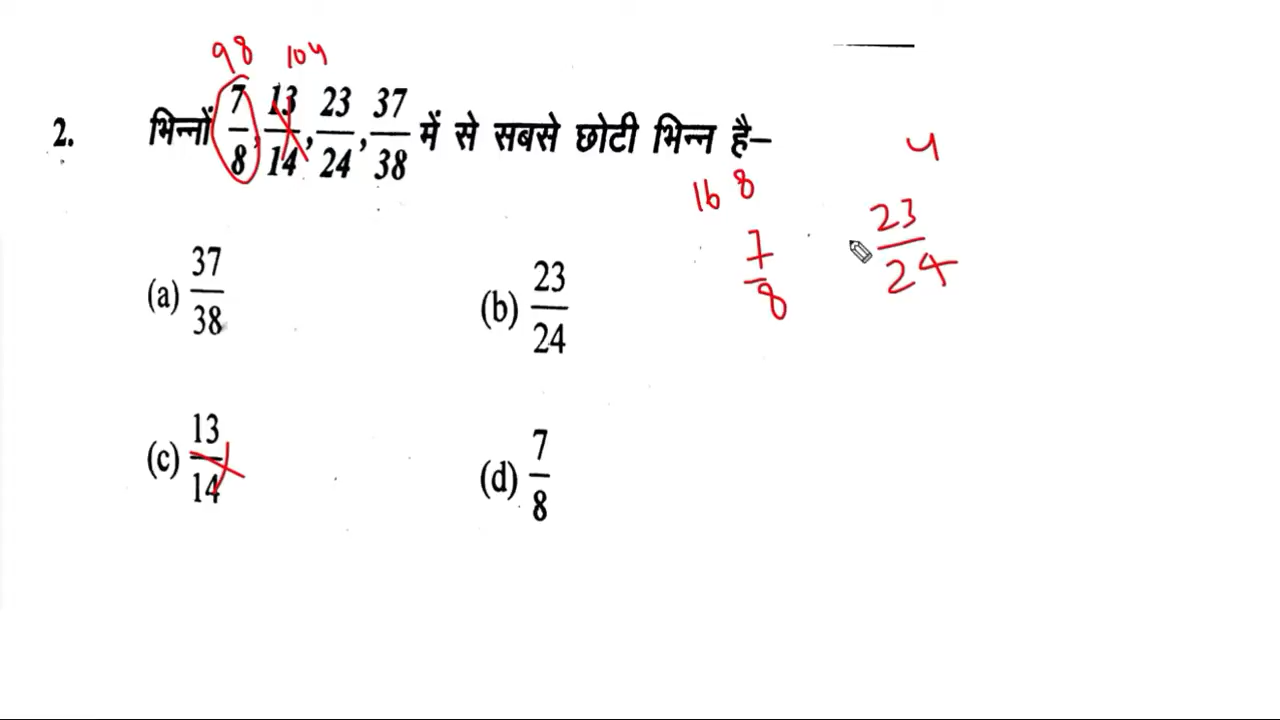 98 104
2. भिन्नों 7/8, 13/14, 23/24, 37/38 में से सबसे छोटी भिन्न है–
4
168
7/8 23/24
(a) 37/38 (b) 23/24
(c) 13/14 (d) 7/8